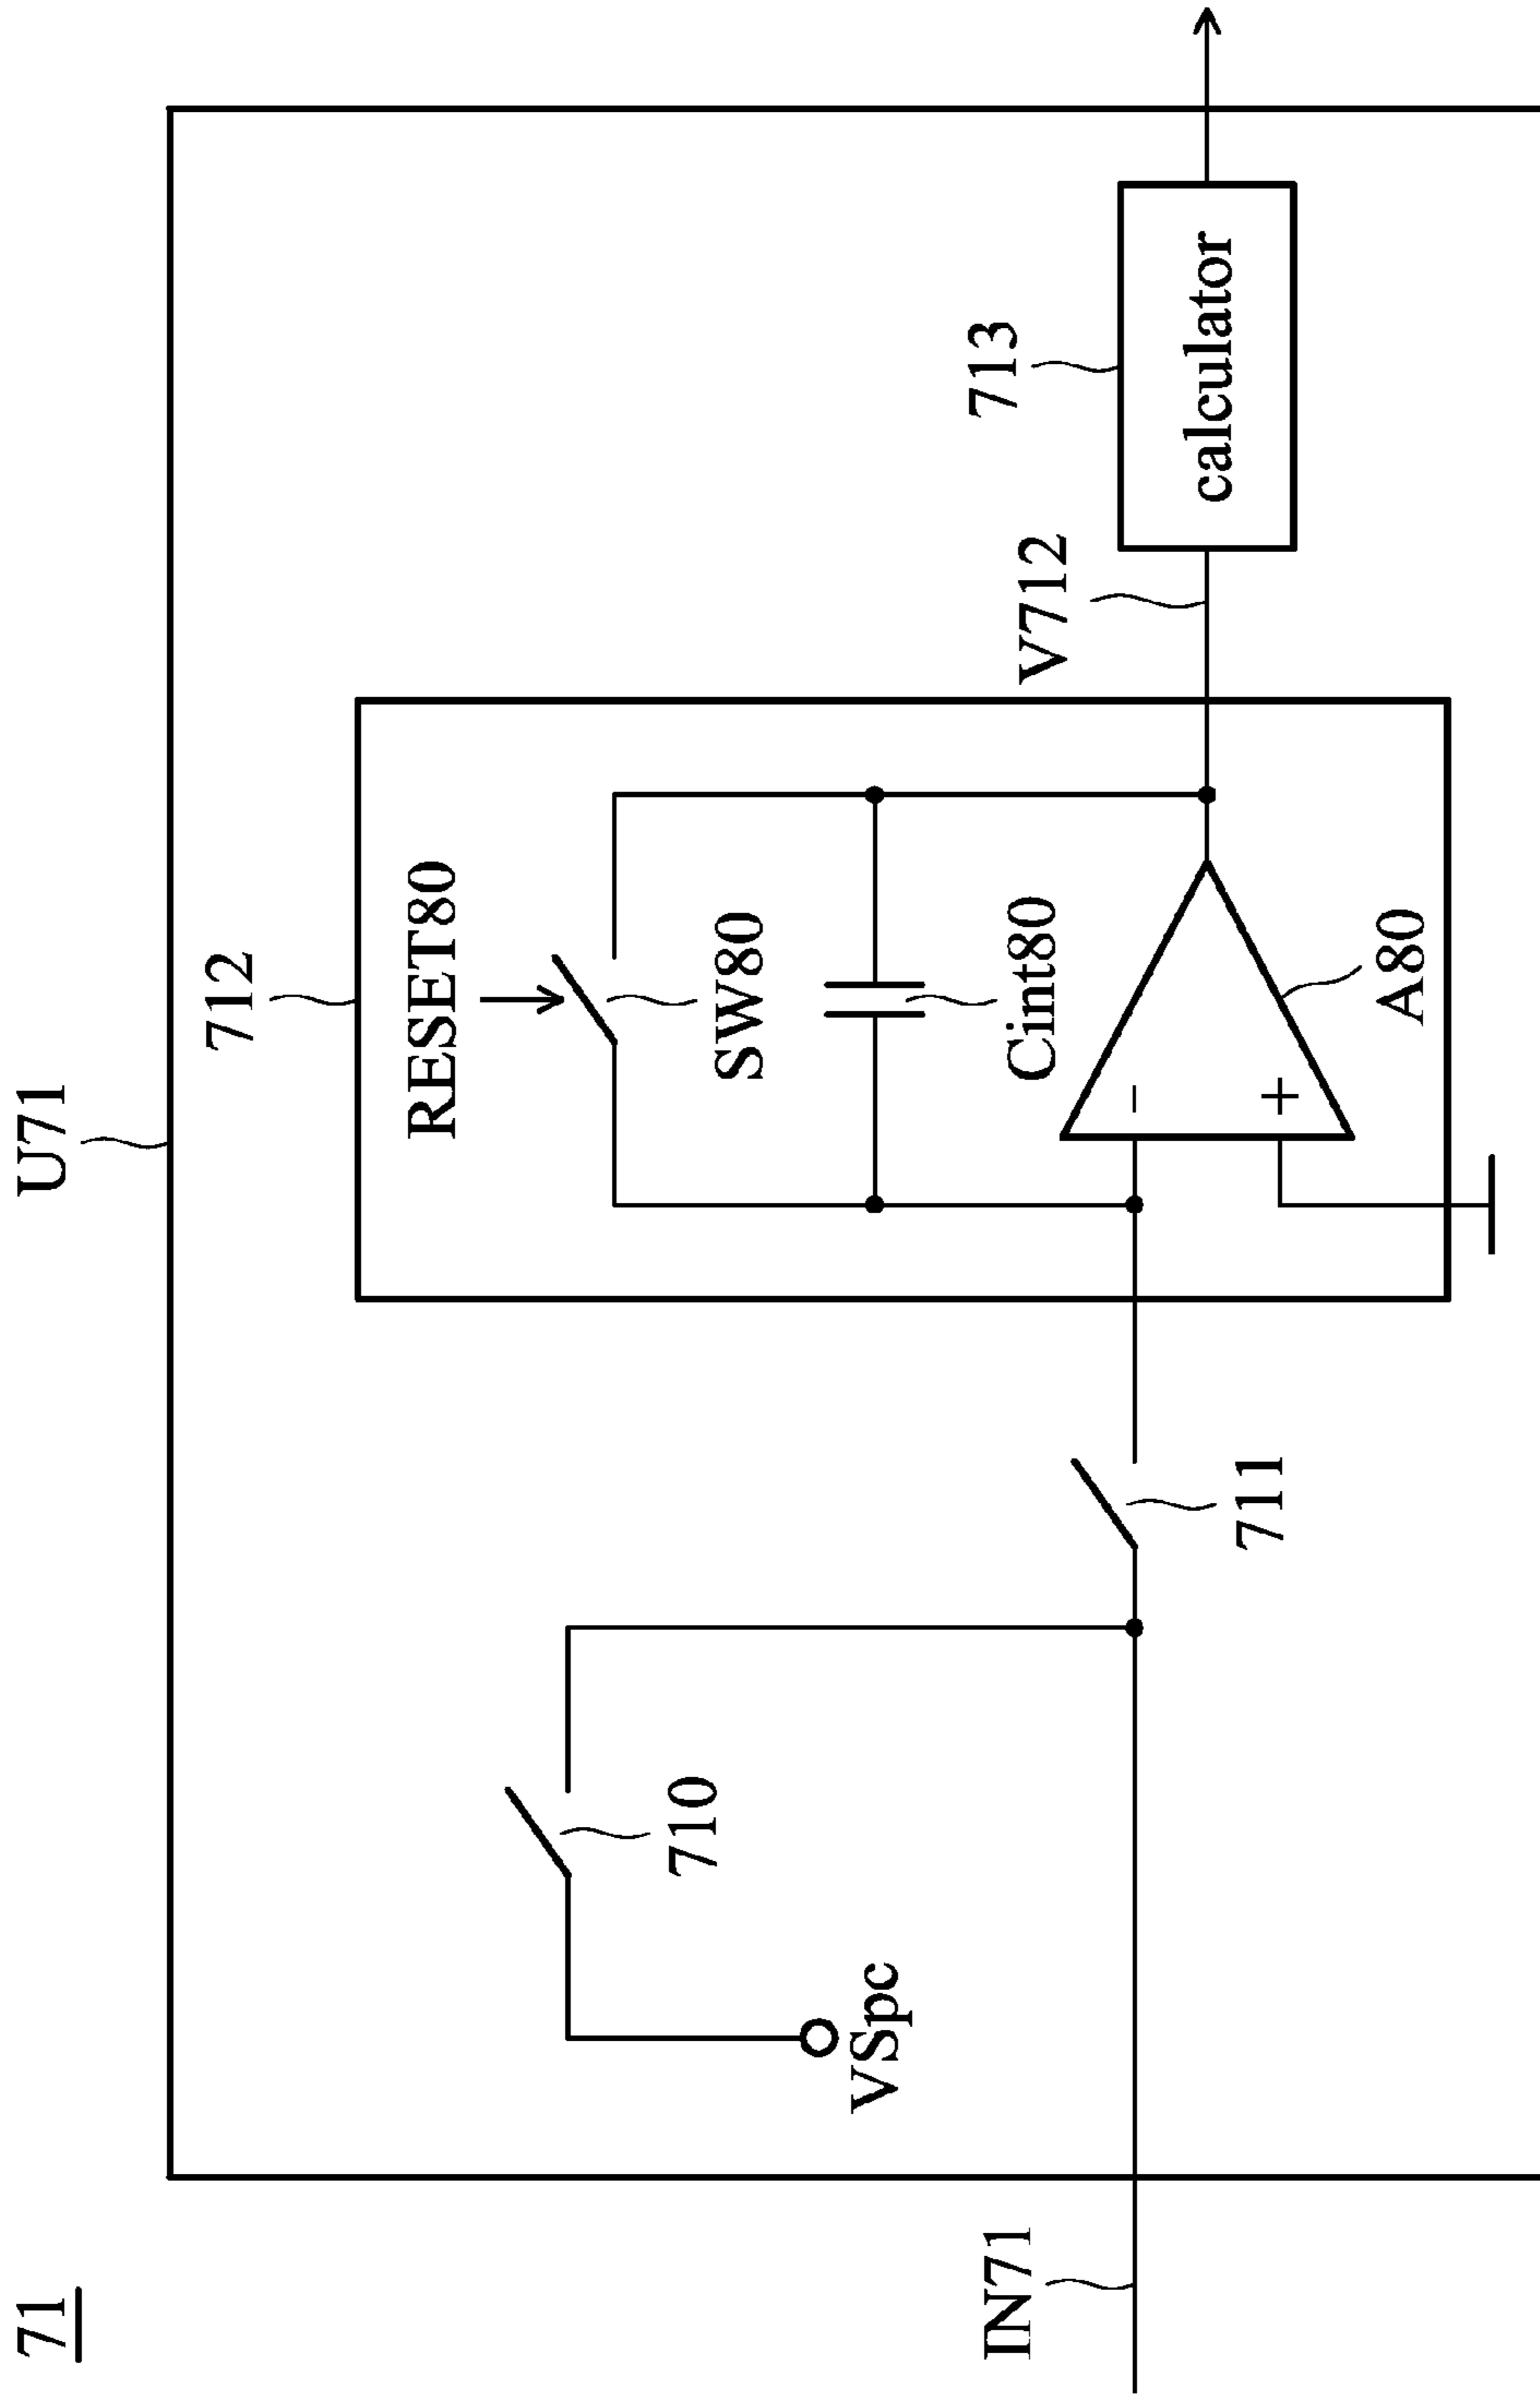 71
U71
712
RESET80
SW80
Cint80
-
+
A80
V712
713
calculator
710
VSpc
711
IN71